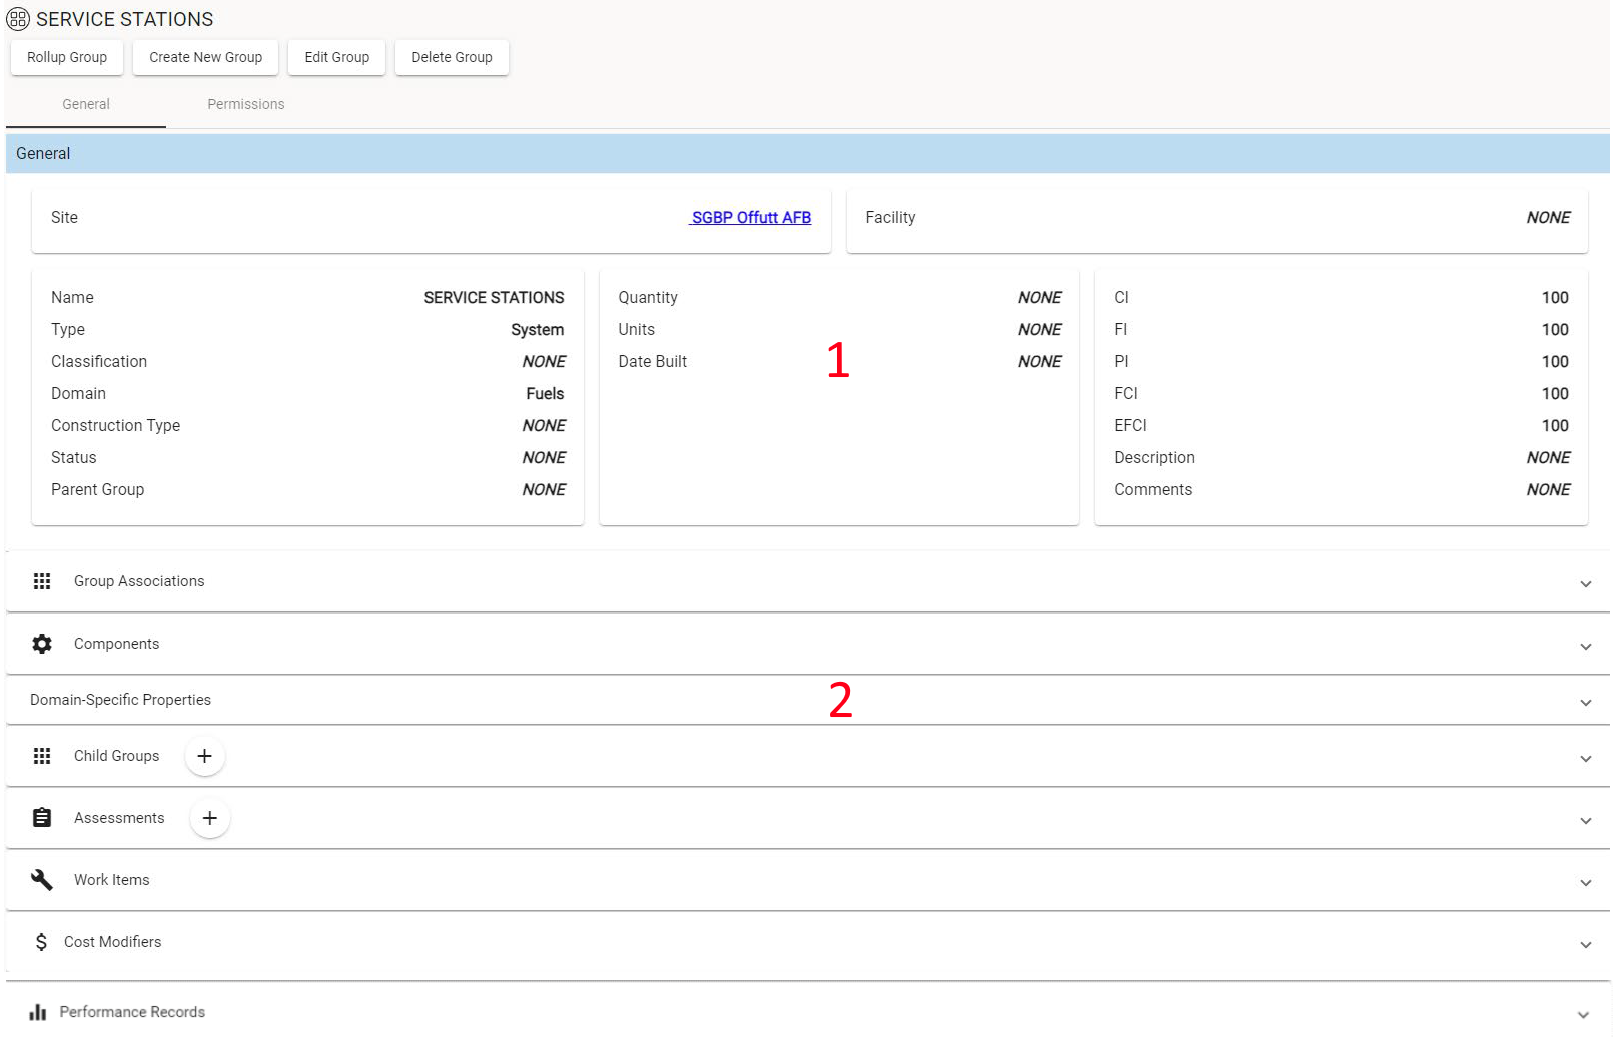 SERVICE STATIONS
Rollup Group Create New Group Edit Group Delete Group
General Permissions
General
Site SGBP Offutt AFB Facility NONE
Name SERVICE STATIONS Quantity NONE CI 100
Type System Units NONE FI 100
Classification NONE Date Built NONE PI 100
1
Domain Fuels FCI 100
Construction Type NONE EFCI 100
Status NONE Description NONE
Parent Group NONE Comments NONE
Group Associations
Components
Domain-Specific Properties 2
Child Groups +
Assessments +
Work Items
$ Cost Modifiers
Performance Records